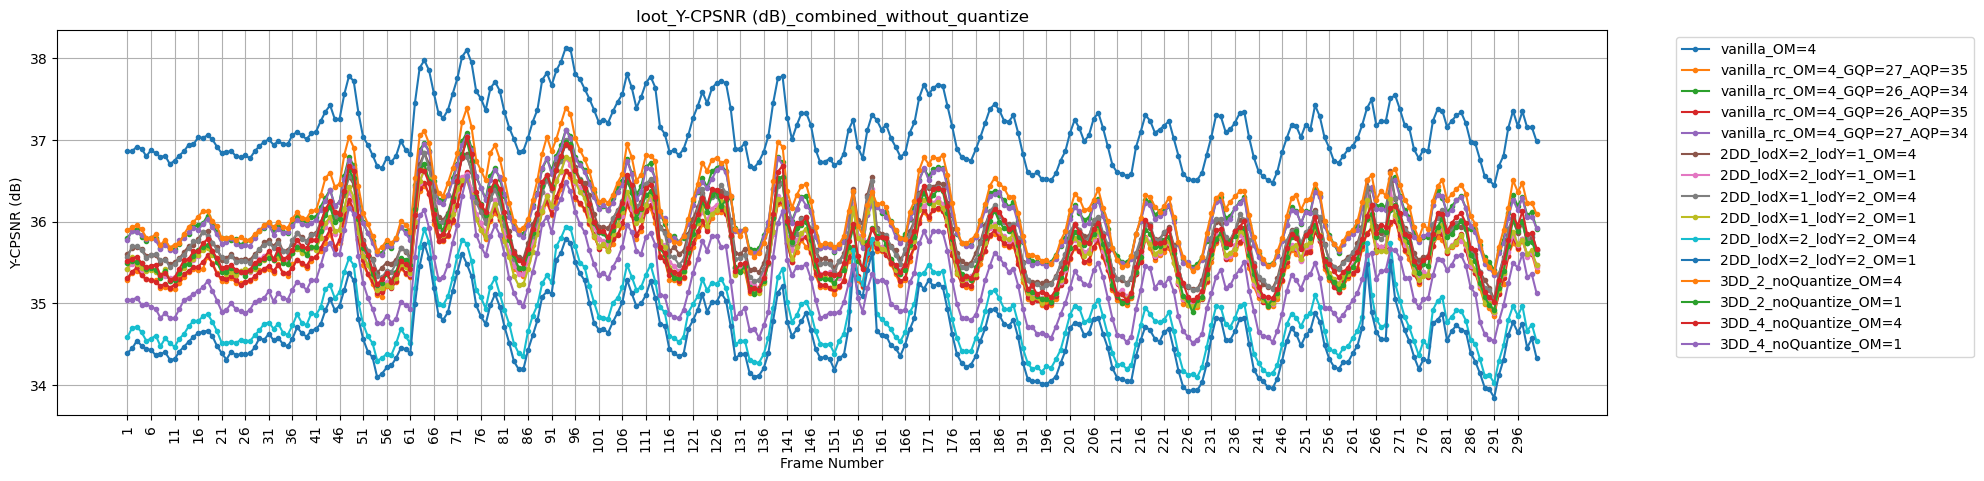 loot_Y-CPSNR (dB)_combined_without_quantize
Y-CPSNR (dB)
38
37
36
35
34
1 6 11 16 21 26 31 36 41 46 51 56 61 66 71 76 81 86 91 96 101 106 111 116 121 126 131 136 141 146 151 156 161 166 171 176 181 186 191 196 201 206 211 216 221 226 231 236 241 246 251 256 261 266 271 276 281 286 291 296
Frame Number
vanilla_OM=4
vanilla_rc_OM=4_GQP=27_AQP=35
vanilla_rc_OM=4_GQP=26_AQP=34
vanilla_rc_OM=4_GQP=26_AQP=35
vanilla_rc_OM=4_GQP=27_AQP=34
2DD_lodX=2_lodY=1_OM=4
2DD_lodX=2_lodY=1_OM=1
2DD_lodX=1_lodY=2_OM=4
2DD_lodX=1_lodY=2_OM=1
2DD_lodX=2_lodY=2_OM=4
2DD_lodX=2_lodY=2_OM=1
3DD_2_noQuantize_OM=4
3DD_2_noQuantize_OM=1
3DD_4_noQuantize_OM=4
3DD_4_noQuantize_OM=1